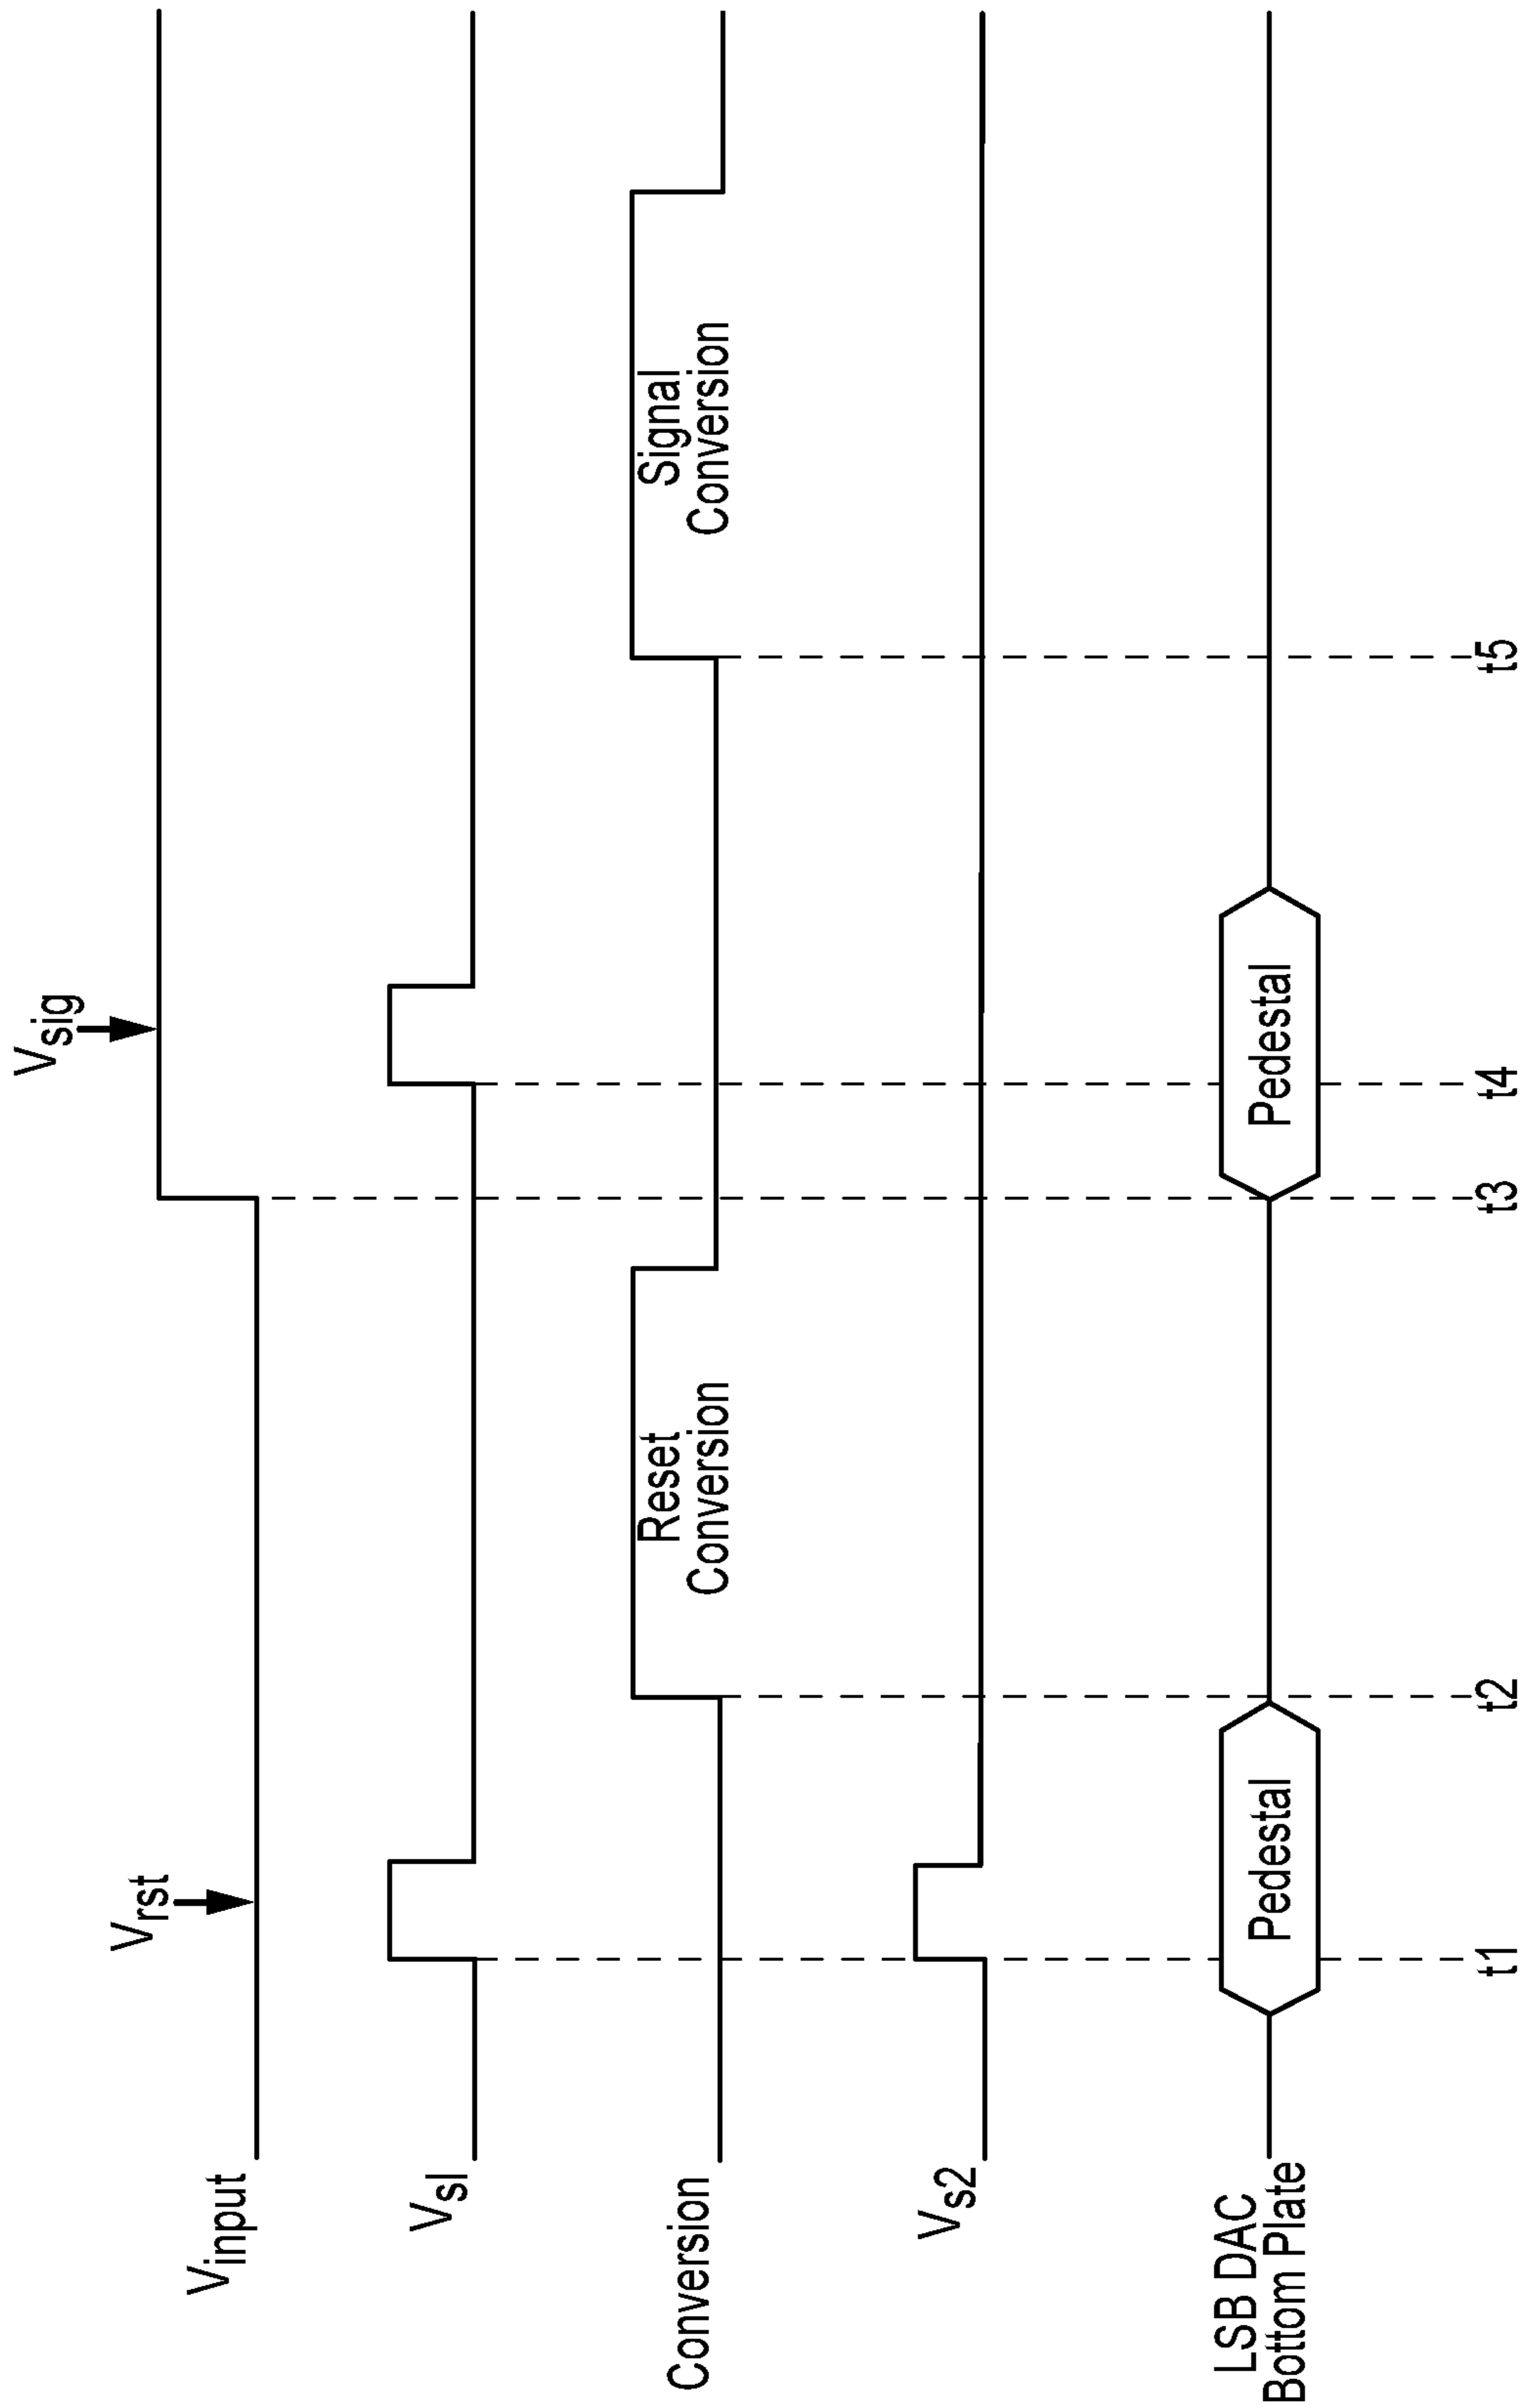 Vsig
Vrst
Vinput
Vsl
Signal
Conversion
Reset
Conversion
Conversion
Vs2
Pedestal
Pedestal
LSB DAC
Bottom Plate
t1
t2
t3
t4
t5